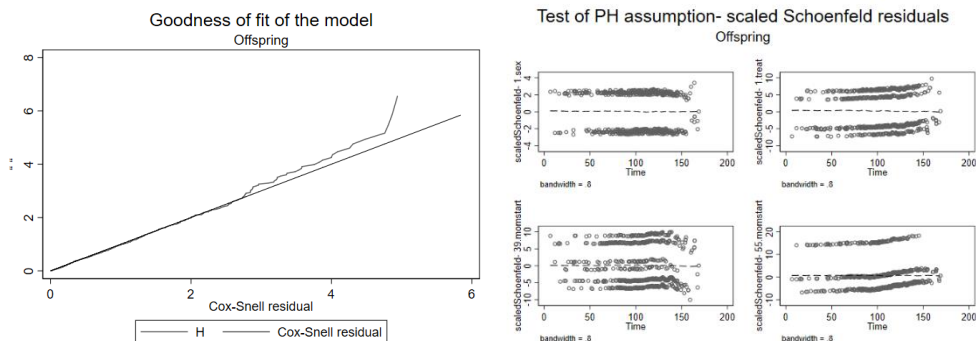 Goodness of fit of the model
Offspring
8
6
4
2
0
0
2
4
6
Cox-Snell residual
H
Cox-Snell residual
Test of PH assumption- scaled Schoenfeld residuals
Offspring
scaledSchoenfeld- 1.sex
4
2
0
-2
-4
0 50 100 150 200
Time
bandwidth = .8
scaledSchoenfeld- 1.treat
10
5
0
-5
-10
0 50 100 150 200
Time
bandwidth = .8
scaledSchoenfeld- 39.momstart
10
5
0
-5
-10
0 50 100 150 200
Time
bandwidth = .8
scaledSchoenfeld- 55.momstart
20
10
0
-10
0 50 100 150 200
Time
bandwidth = .8